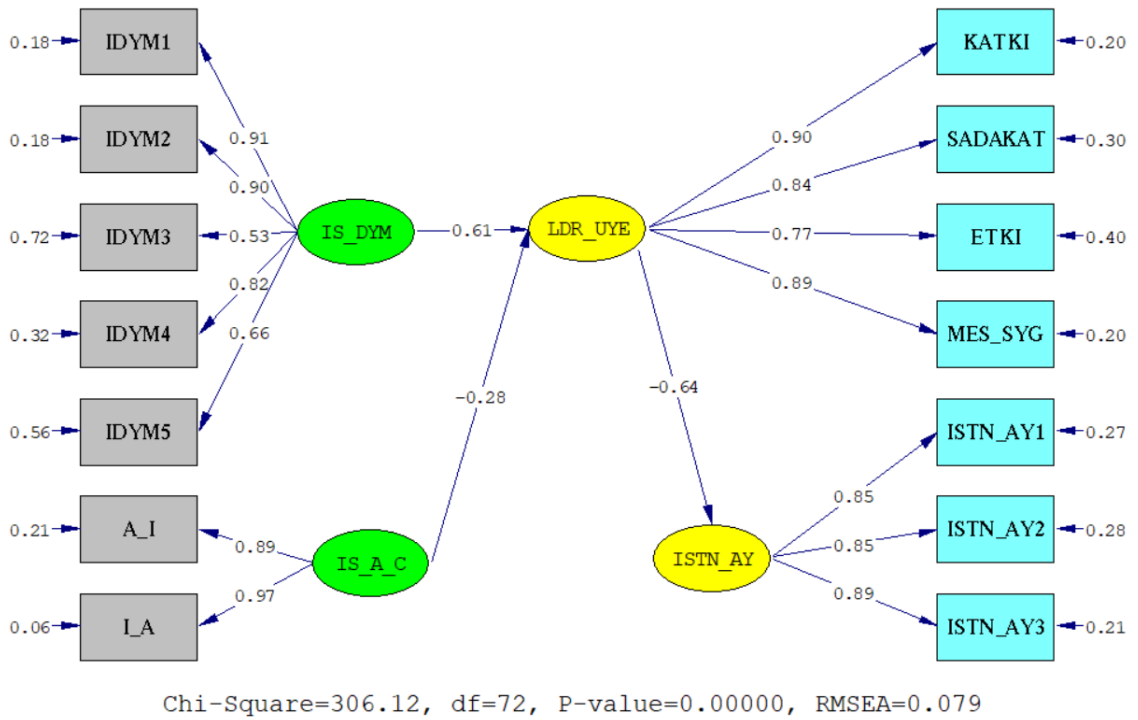 0.18 IDYM1 KATKI 0.20
0.91
0.18 IDYM2 0.90 SADAKAT 0.30
0.90 0.84
0.72 IDYM3 0.53 IS_DYM 0.61 LDR_UYE 0.77 ETKI 0.40
0.82 0.89
0.32 IDYM4 0.66 MES_SYG 0.20
-0.28 -0.64
0.56 IDYM5 ISTN_AY1 0.27
0.85
0.21 A_I 0.89 IS_A_C ISTN_AY 0.85 ISTN_AY2 0.28
0.97 0.89
0.06 I_A ISTN_AY3 0.21
Chi-Square=306.12, df=72, P-value=0.00000, RMSEA=0.079